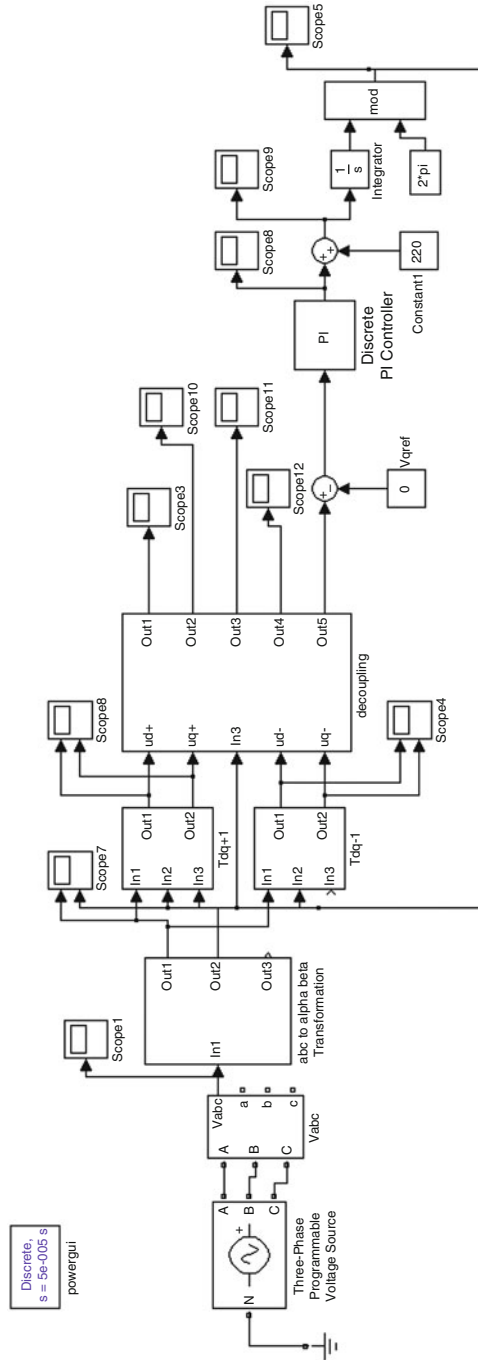 Discrete,
s = 5e-005 s
powergui
N
A
B
C
Three-Phase
Programmable
Voltage Source
A
B
C
Vabc
a
b
c
Vabc
Scope1
In1
Out1
Out2
Out3
abc to alpha beta
Transformation
Scope7
In1
In2
In3
Out1
Out2
Tdq+1
In1
In2
In3
Out1
Out2
Tdq-1
Scope8
Scope4
ud+
uq+
In3
ud-
uq-
Out1
Out2
Out3
Out4
Out5
decoupling
Scope3
Scope10
Scope11
Scope12
0
Vqref
PI
Discrete
PI Controller
Scope8
Scope9
220
Constant1
1
s
Integrator
2*pi
mod
Scope5